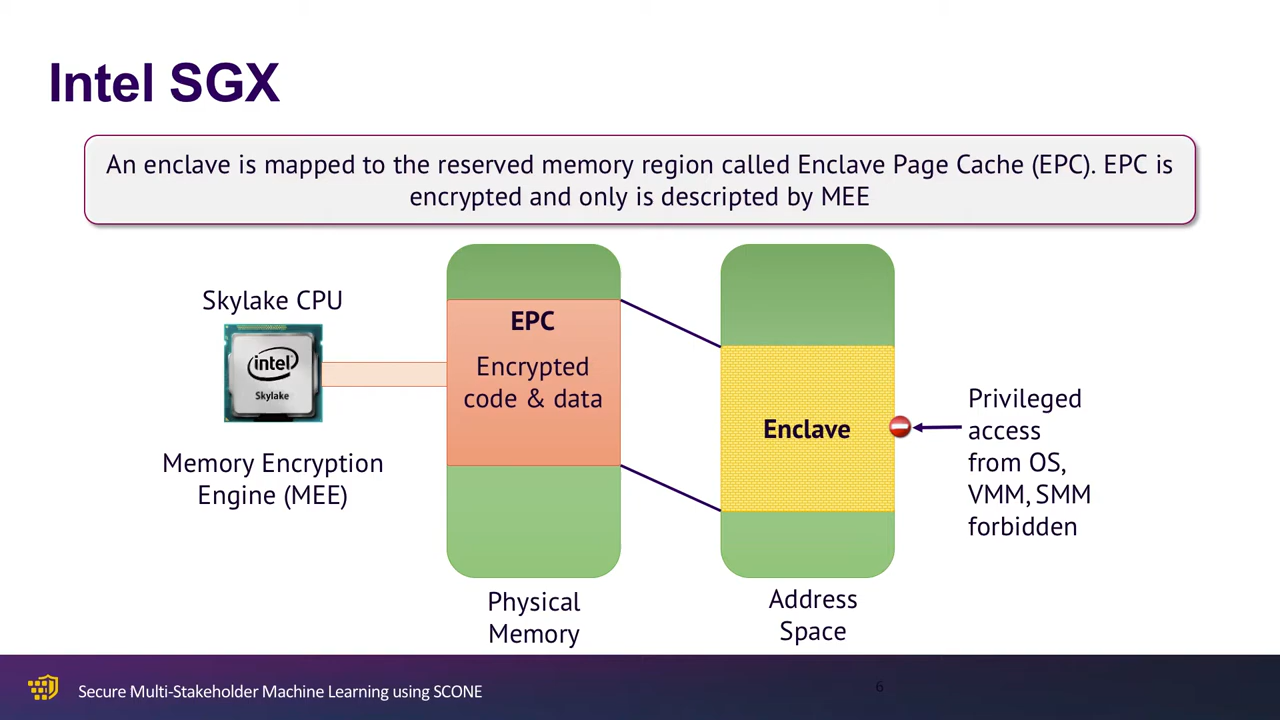 Intel SGX
An enclave is mapped to the reserved memory region called Enclave Page Cache (EPC). EPC is
encrypted and only is descripted by MEE
Skylake CPU
intel
Skylake
Memory Encryption
Engine (MEE)
EPC
Encrypted
code & data
Physical
Memory
Enclave
Address
Space
Privileged
access
from OS,
VMM, SMM
forbidden
Secure Multi-Stakeholder Machine Learning using SCONE
6